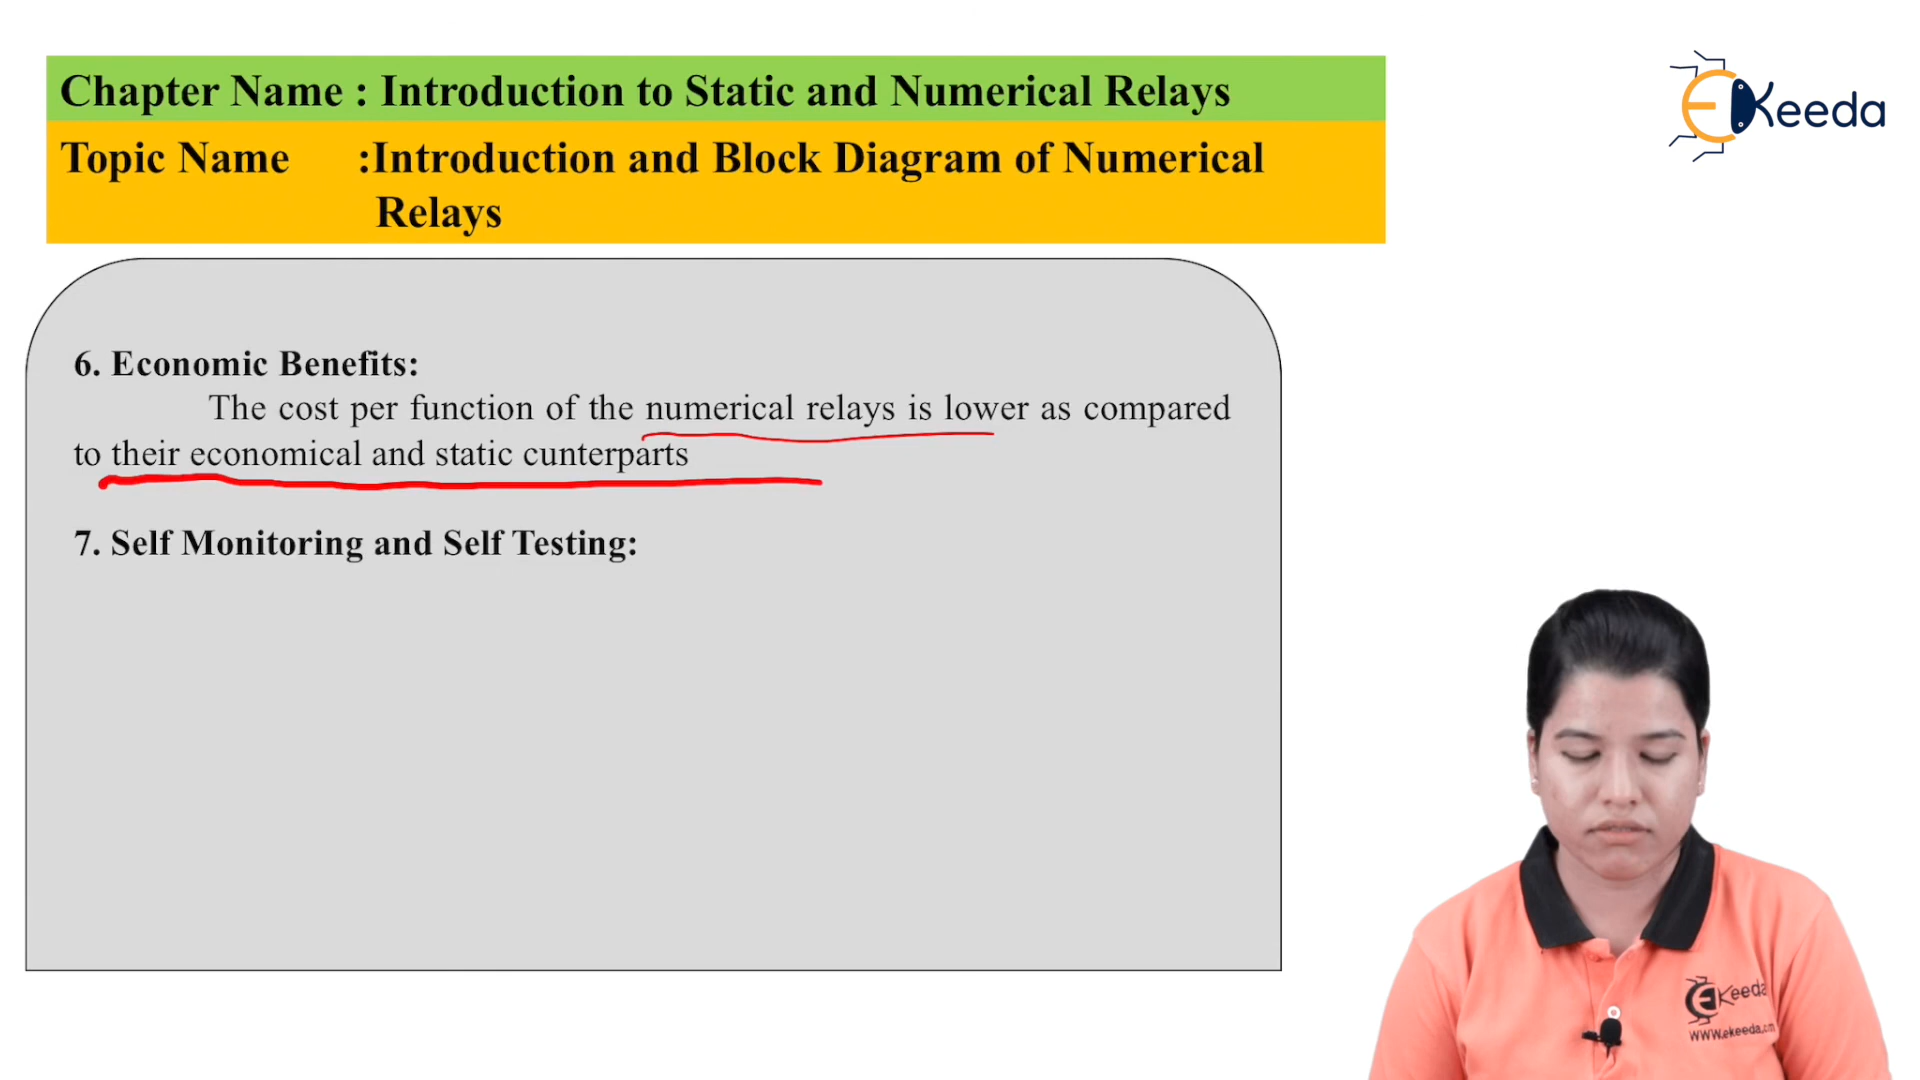 Chapter Name : Introduction to Static and Numerical Relays
Topic Name :Introduction and Block Diagram of Numerical
Relays
EKeeda
6. Economic Benefits:
The cost per function of the numerical relays is lower as compared
to their economical and static cunterparts
7. Self Monitoring and Self Testing:
EKeeda
www.ekeeda.com